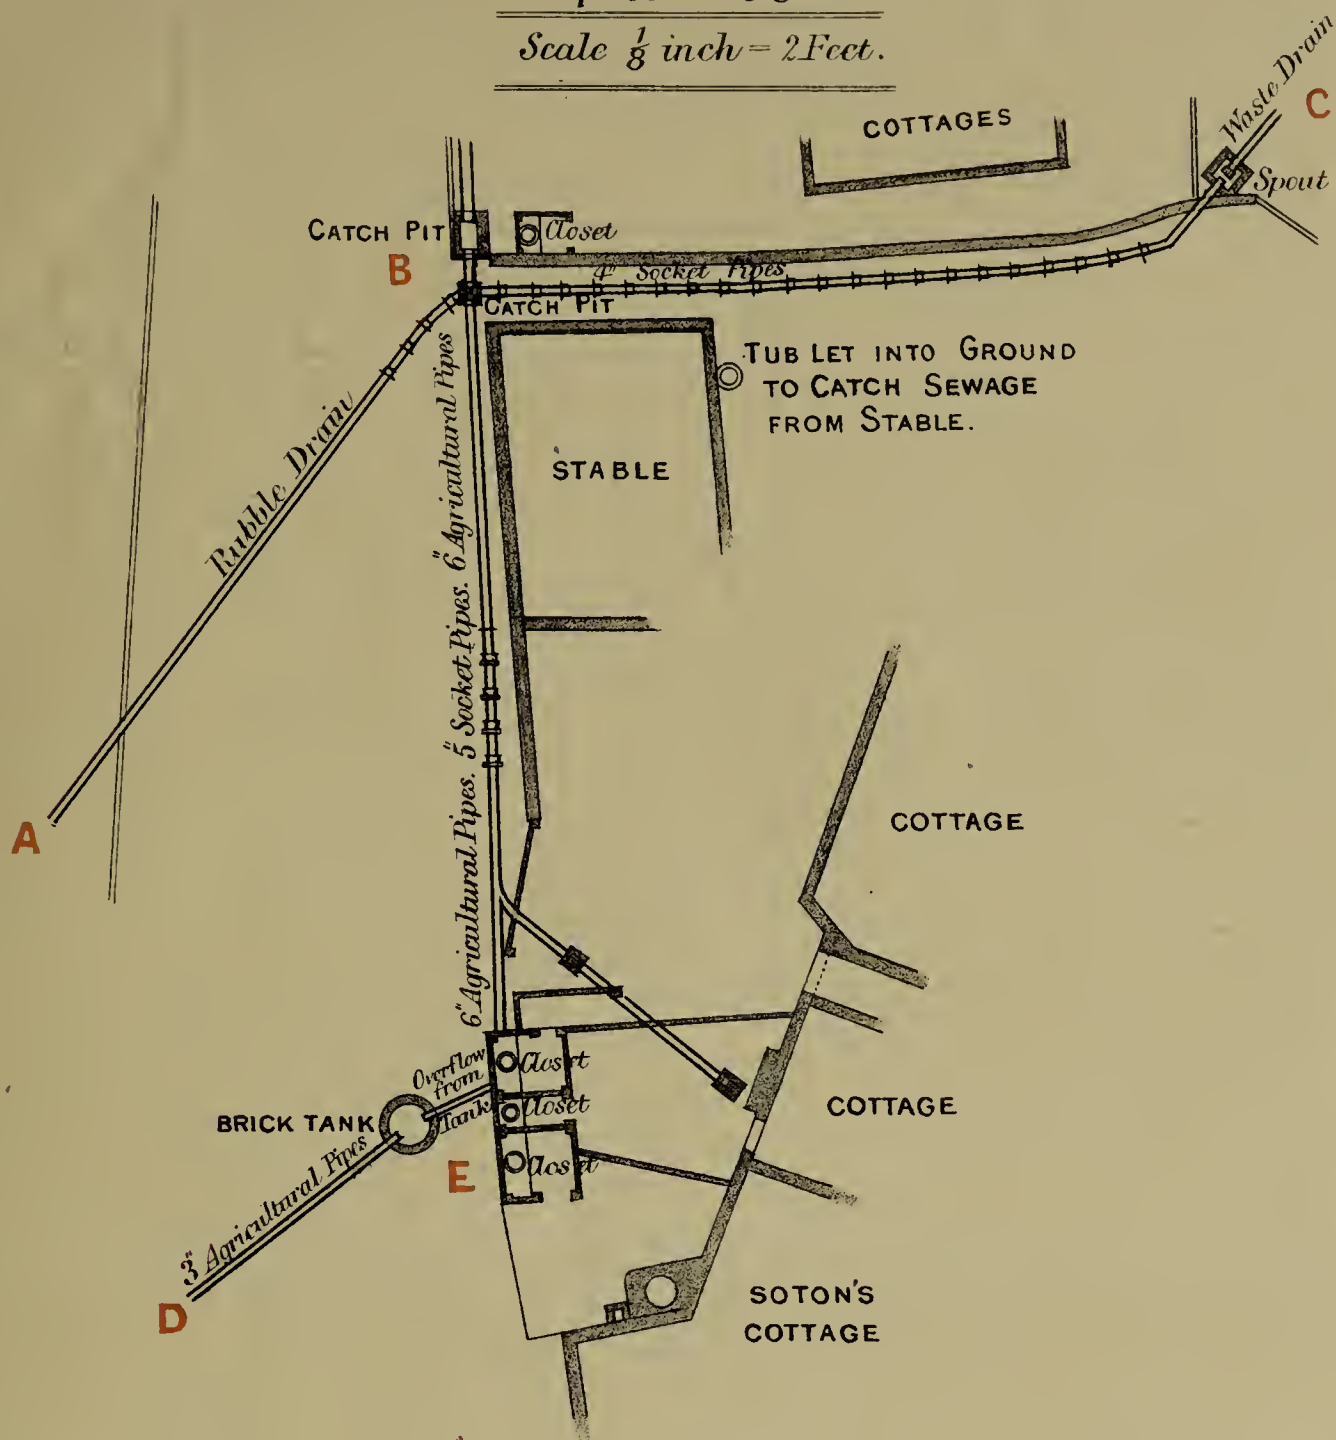 Scale 1/8 inch = 2 Feet.
Waste Drain
C
COTTAGES
Spout
CATCH PIT
Closet
B
4" Socket Pipes
CATCH PIT
TUB LET INTO GROUND
TO CATCH SEWAGE
FROM STABLE.
STABLE
Rubble Drain
6" Agricultural Pipes. 5" Socket Pipes. 6" Agricultural Pipes
A
COTTAGE
Overflow
from
Tank
Closet
Closet
Closet
BRICK TANK
COTTAGE
E
3" Agricultural Pipes
D
SOTON'S
COTTAGE